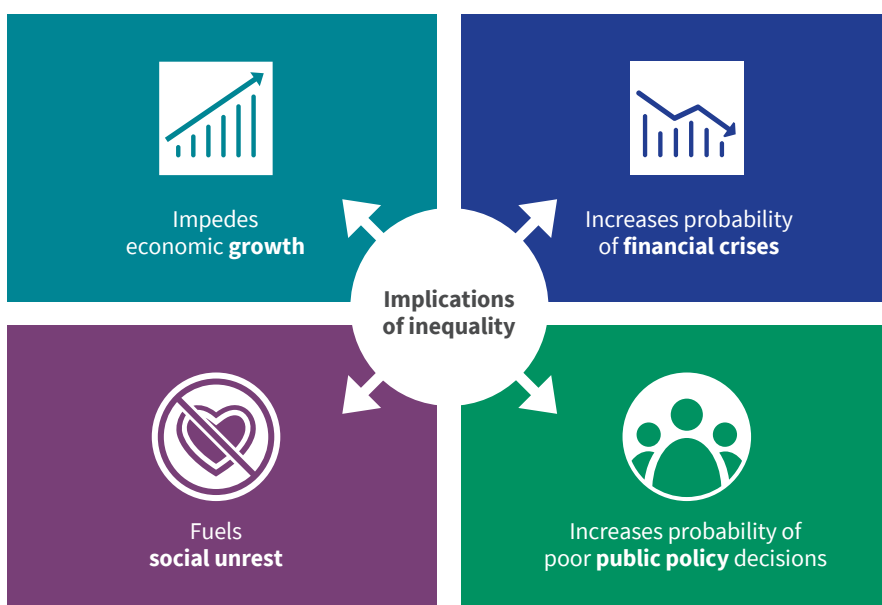 Impedes
economic growth
Increases probability
of financial crises
Implications
of inequality
Fuels
social unrest
Increases probability of
poor public policy decisions